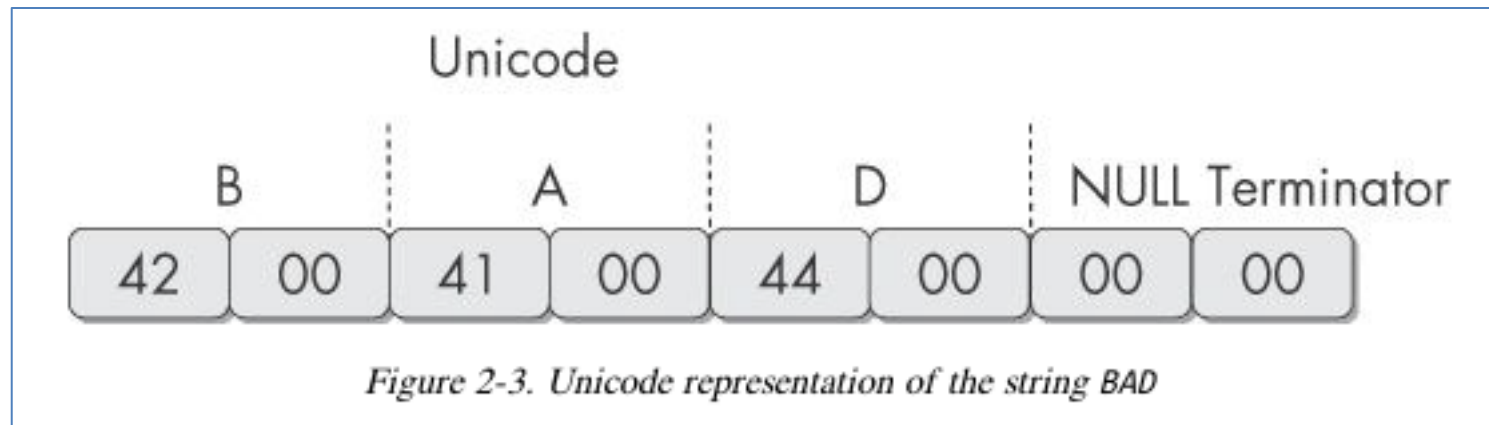 Unicode
B A D NULL Terminator
42 00 41 00 44 00 00 00
Figure 2-3. Unicode representation of the string BAD